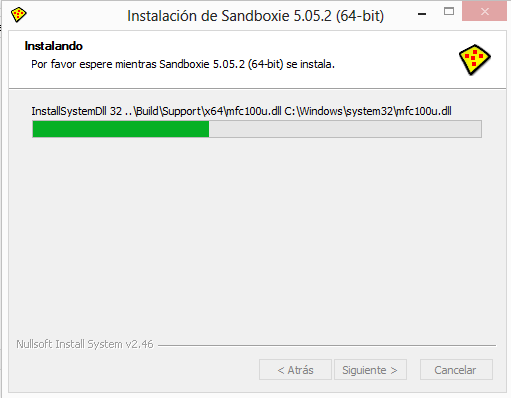 Instalación de Sandboxie 5.05.2 (64-bit)
Instalando
Por favor espere mientras Sandboxie 5.05.2 (64-bit) se instala.
InstallSystemDll 32 ..\Build\Support\x64\mfc100u.dll C:\Windows\system32\mfc100u.dll
Nullsoft Install System v2.46
< Atrás
Siguiente >
Cancelar